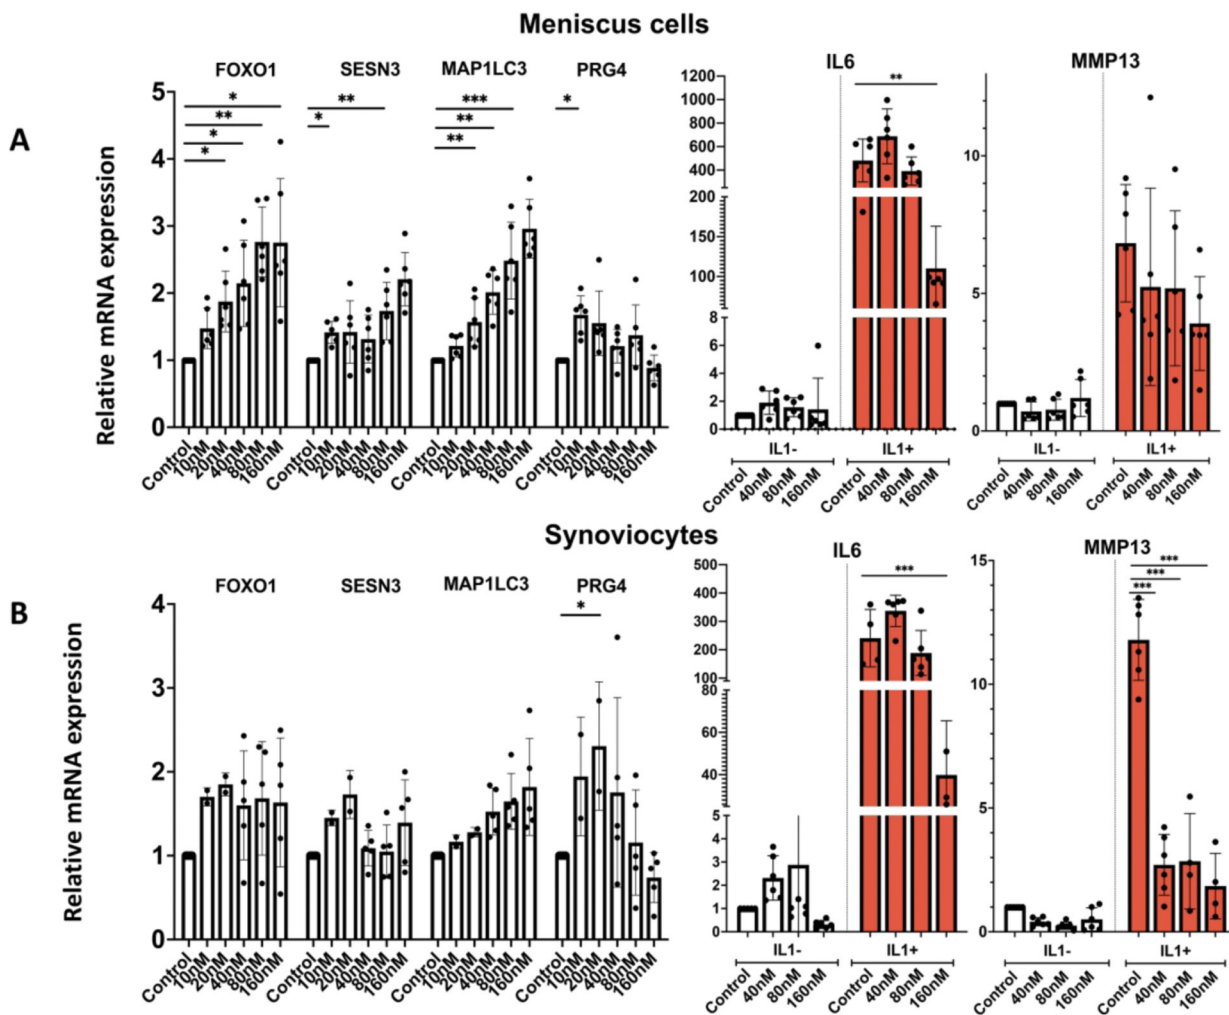 Meniscus cells
A
FOXO1 SESN3 MAP1LC3 PRG4
Relative mRNA expression
5
4
3
2
1
0
* ** * *
** *
*** ** **
*
Control 10nM 20nM 40nM 80nM 160nM
Control 10nM 20nM 40nM 80nM 160nM
Control 10nM 20nM 40nM 80nM 160nM
Control 10nM 20nM 40nM 80nM 160nM
IL6
**
1200
1000
800
600
400
200
150
100
8
6
4
2
0
IL1- IL1+
Control 40nM 80nM 160nM Control 40nM 80nM 160nM
MMP13
10
5
0
IL1- IL1+
Control 40nM 80nM 160nM Control 40nM 80nM 160nM
Synoviocytes
B
FOXO1 SESN3 MAP1LC3 PRG4
Relative mRNA expression
4
3
2
1
0
*
Control 10nM 20nM 40nM 80nM 160nM
Control 10nM 20nM 40nM 80nM 160nM
Control 10nM 20nM 40nM 80nM 160nM
Control 10nM 20nM 40nM 80nM 160nM
IL6
***
500
400
300
200
100
80
60
40
5
4
3
2
1
0
IL1- IL1+
Control 40nM 80nM 160nM Control 40nM 80nM 160nM
MMP13
***
***
***
15
10
5
0
IL1- IL1+
Control 40nM 80nM 160nM Control 40nM 80nM 160nM